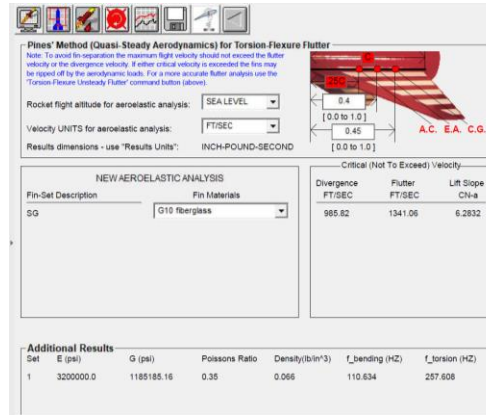 Pines' Method (Quasi-Steady Aerodynamics) for Torsion-Flexure Flutter
Note: To avoid fin-separation the maximum flight velocity should not exceed the flutter
velocity or the divergence velocity. If either critical velocity is exceeded the fins may
be ripped off by the aerodynamic loads. For a more accurate flutter analysis use the
'Torsion-Flexure Unsteady Flutter' command button (above).
C
.25C
Rocket flight altitude for aeroelastic analysis: SEA LEVEL
0.4
[ 0.0 to 1.0 ]
Velocity UNITS for aeroelastic analysis: FT/SEC
0.45
A.C. E.A. C.G.
Results dimensions - use "Results Units": INCH-POUND-SECOND
[ 0.0 to 1.0 ]
NEW AEROELASTIC ANALYSIS
Fin-Set Description Fin Materials
SG G10 fiberglass
Critical (Not To Exceed) Velocity
Divergence Flutter Lift Slope
FT/SEC FT/SEC CN-a
985.82 1341.06 6.2832
Additional Results
Set E (psi) G (psi) Poissons Ratio Density(lb/in^3) f_bending (HZ) f_torsion (HZ)
1 3200000.0 1185185.16 0.35 0.066 110.634 257.608